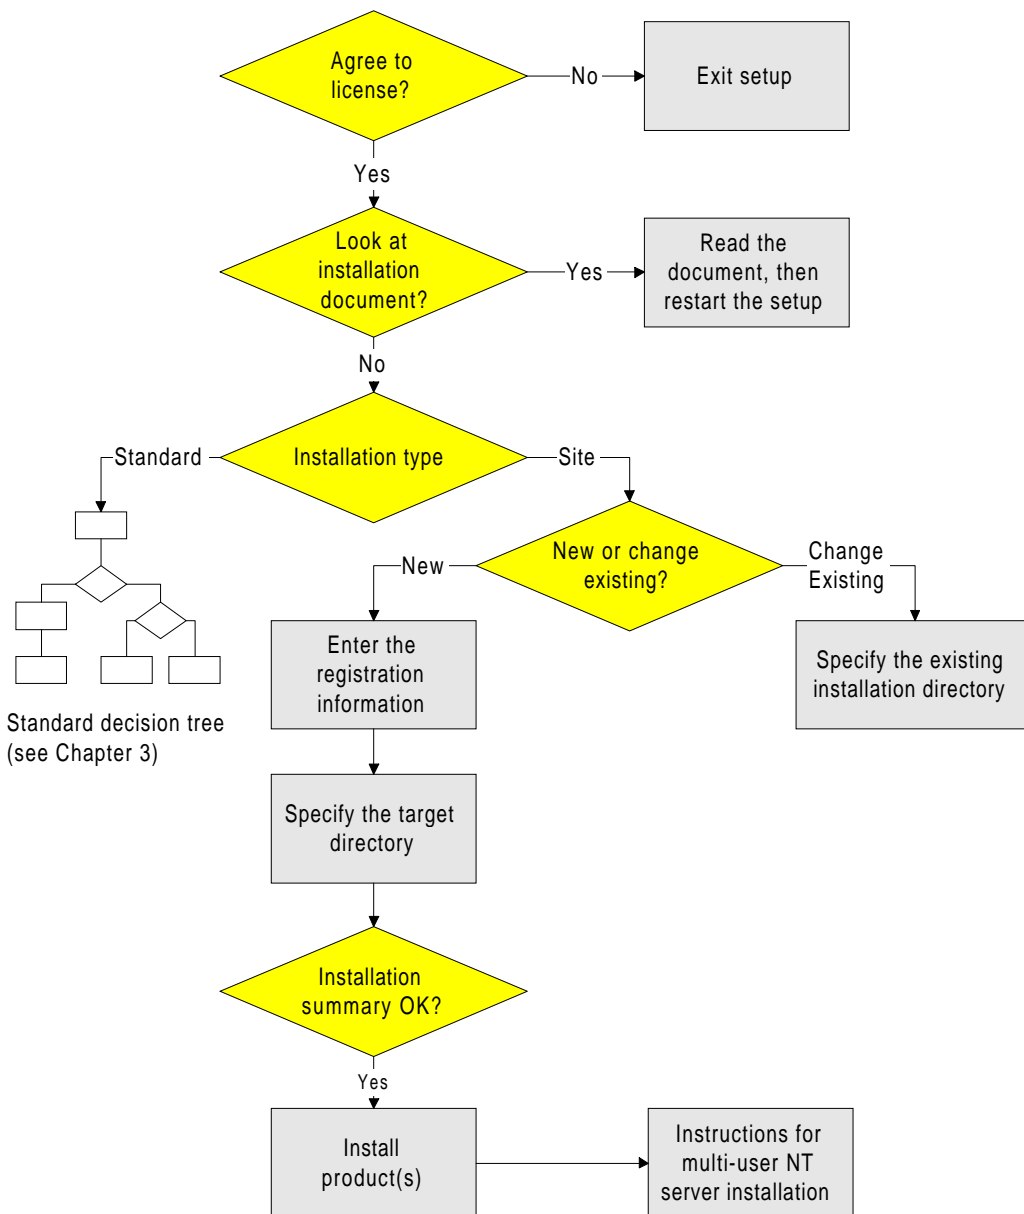 Agree to
license?
No
Exit setup
Yes
Look at
installation
document?
Yes
Read the
document, then
restart the setup
No
Standard
Installation type
Site
New
New or change
existing?
Change
Existing
Enter the
registration
information
Specify the existing
installation directory
Standard decision tree
(see Chapter 3)
Specify the target
directory
Installation
summary OK?
Yes
Install
product(s)
Instructions for
multi-user NT
server installation